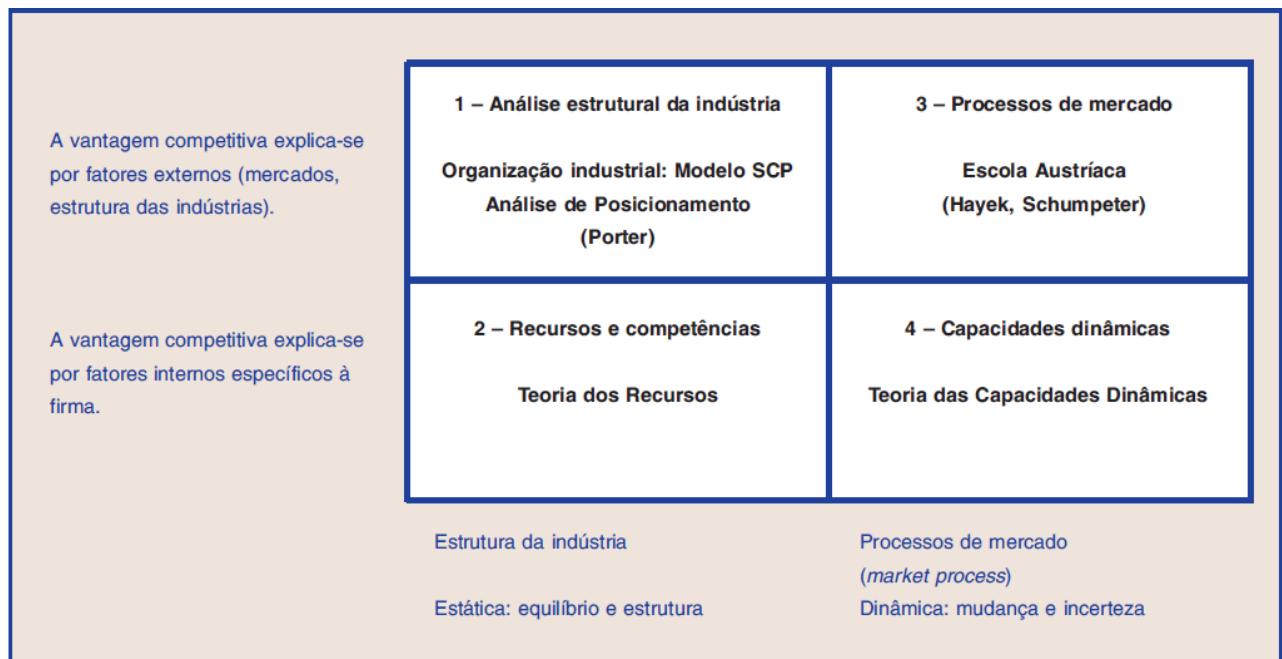 A vantagem competitiva explica-se
por fatores externos (mercados,
estrutura das indústrias).
1 – Análise estrutural da indústria
Organização industrial: Modelo SCP
Análise de Posicionamento
(Porter)
3 – Processos de mercado
Escola Austríaca
(Hayek, Schumpeter)
A vantagem competitiva explica-se
por fatores internos específicos à
firma.
2 – Recursos e competências
Teoria dos Recursos
4 – Capacidades dinâmicas
Teoria das Capacidades Dinâmicas
Estrutura da indústria
Estática: equilíbrio e estrutura
Processos de mercado
(market process)
Dinâmica: mudança e incerteza